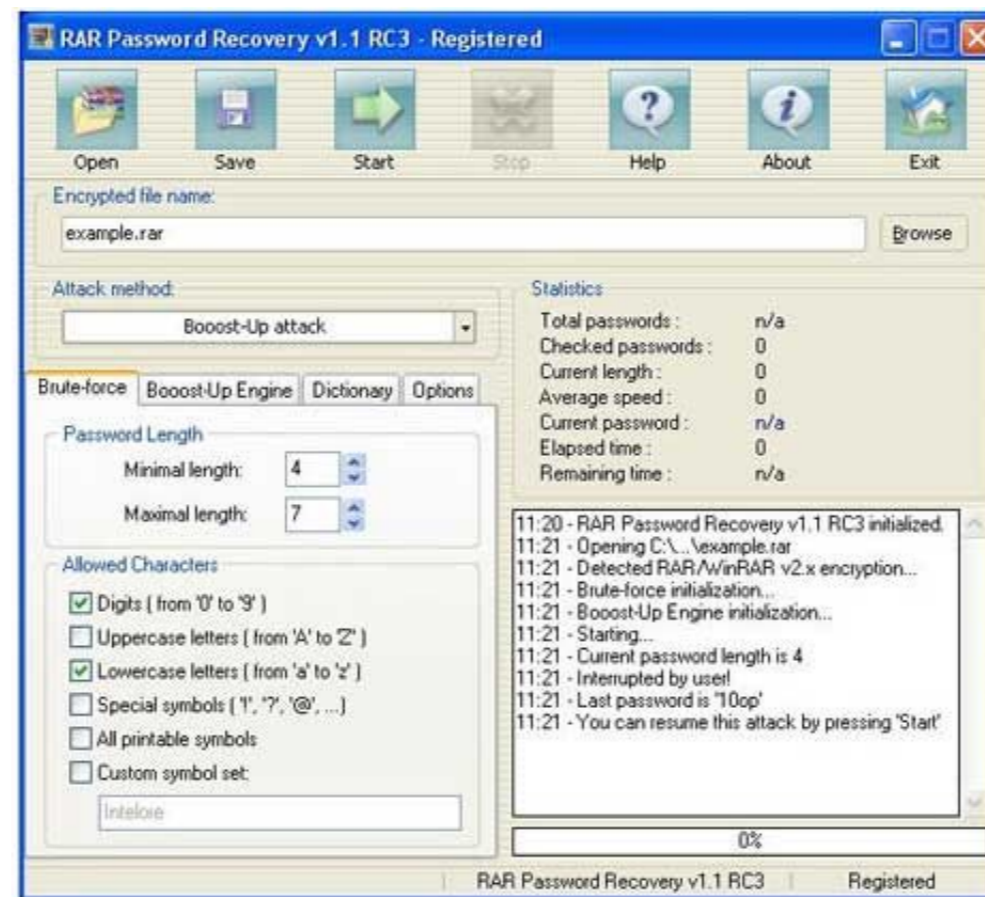 RAR Password Recovery v1.1 RC3 - Registered
Open Save Start Stop Help About Exit
Encrypted file name:
example.rar Browse
Attack method:
Booost-Up attack
Brute-force Booost-Up Engine Dictionary Options
Password Length
Minimal length: 4
Maximal length: 7
Allowed Characters
Digits ( from '0' to '9' )
Uppercase letters ( from 'A' to 'Z' )
Lowercase letters ( from 'a' to 'z' )
Special symbols ( '!', '?', '@', ...)
All printable symbols
Custom symbol set:
Intelore
Statistics
Total passwords : n/a
Checked passwords : 0
Current length : 0
Average speed : 0
Current password : n/a
Elapsed time : 0
Remaining time : n/a
11:20 - RAR Password Recovery v1.1 RC3 initialized.
11:21 - Opening C:\...\example.rar
11:21 - Detected RAR/WinRAR v2.x encryption...
11:21 - Brute-force initialization...
11:21 - Booost-Up Engine initialization...
11:21 - Starting...
11:21 - Current password length is 4
11:21 - Interrupted by user!
11:21 - Last password is '10op'
11:21 - You can resume this attack by pressing 'Start'
0%
RAR Password Recovery v1.1 RC3 Registered